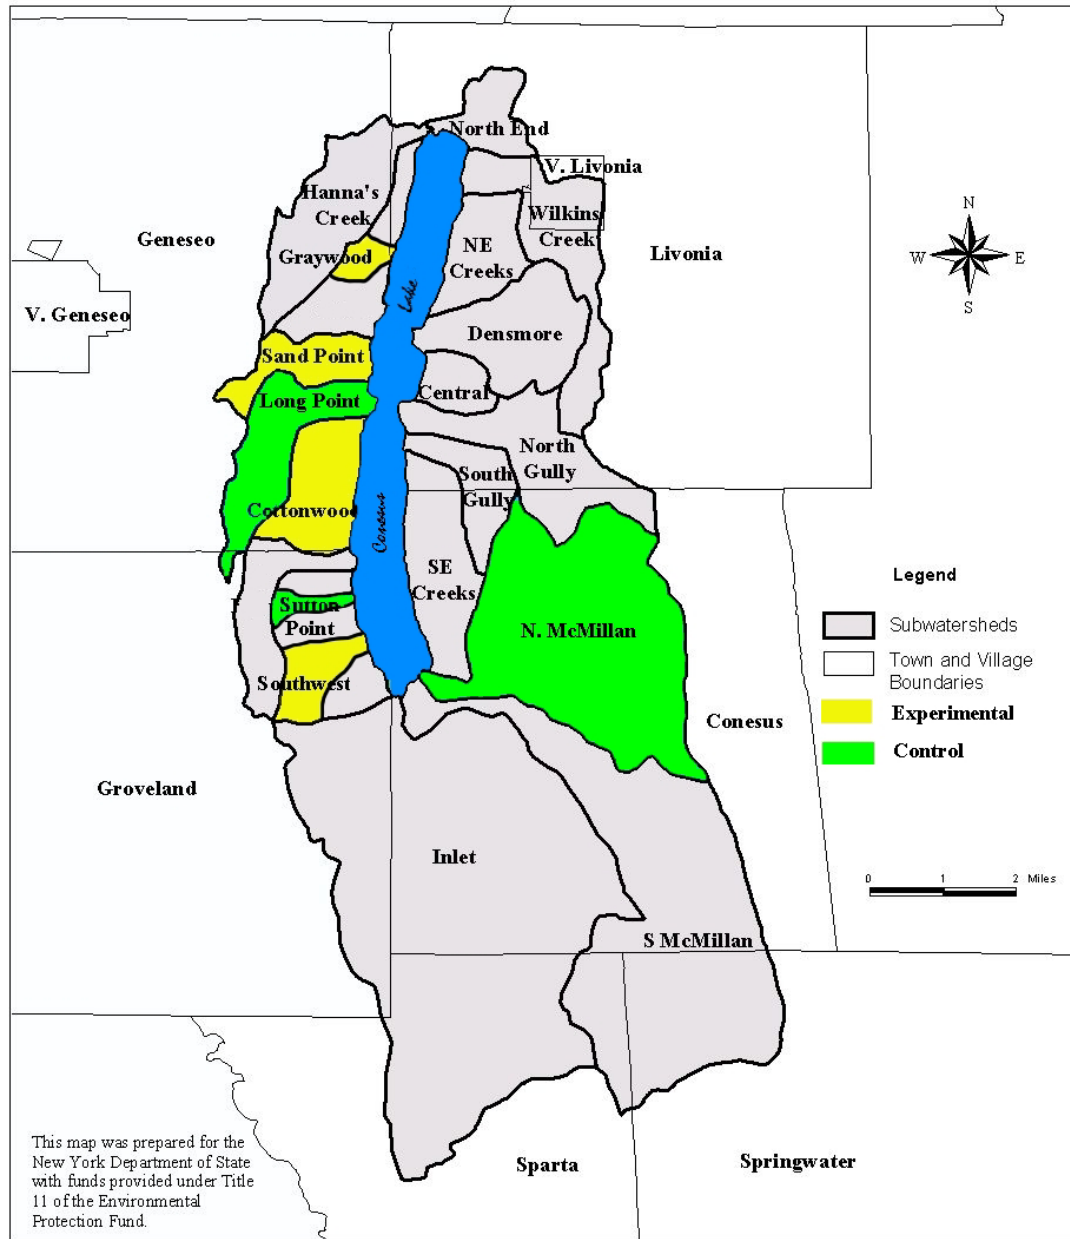 North End
V. Livonia
Hanna's
Creek
Wilkins
Creek
Geneseo
Graywood
NE
Creeks
Livonia
N
W
E
S
V. Geneseo
Lake
Densmore
Sand Point
Central
Long Point
North
Gully
South
Gully
Cottonwood
Conesus
SE
Creeks
Sutton
Point
N. McMillan
Southwest
Conesus
Groveland
Inlet
S McMillan
Sparta
Springwater
Legend
Subwatersheds
Town and Village
Boundaries
Experimental
Control
0 1 2 Miles
This map was prepared for the
New York Department of State
with funds provided under Title
11 of the Environmental
Protection Fund.